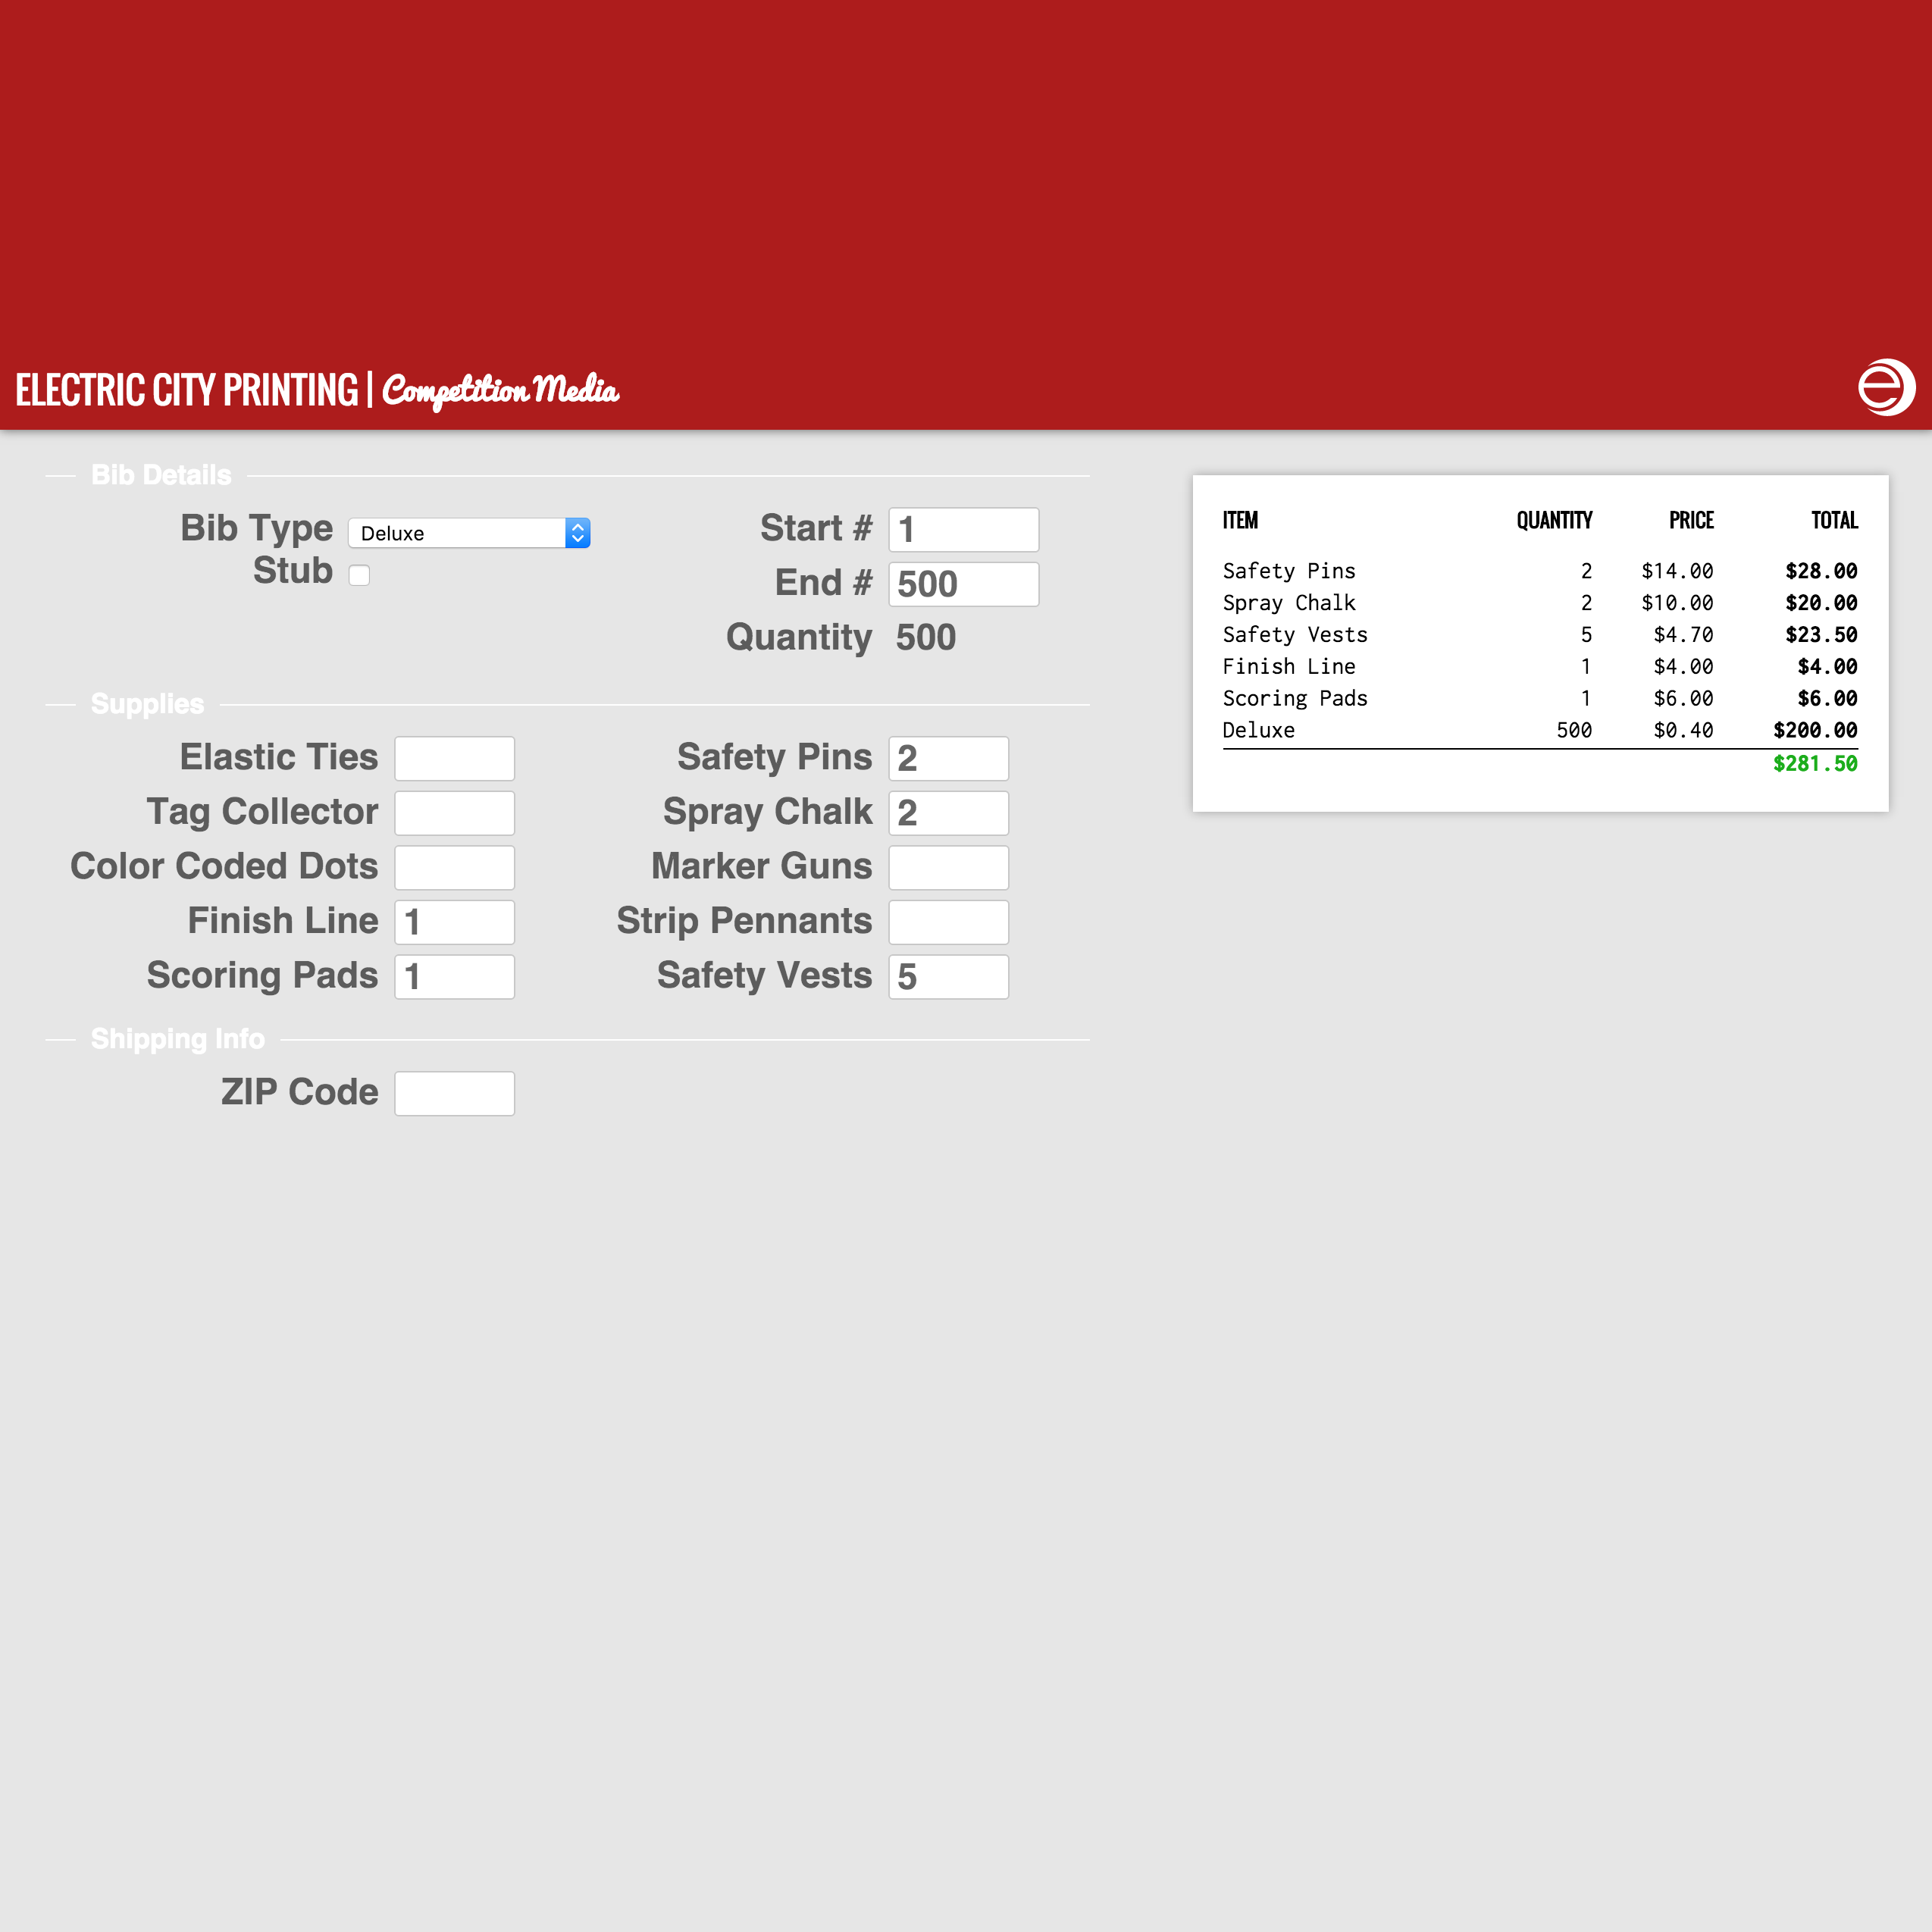 ELECTRIC CITY PRINTING | Competition Media
e
Bib Details
Bib Type Deluxe
Stub
Start # 1
End # 500
Quantity 500
Supplies
Elastic Ties
Tag Collector
Color Coded Dots
Finish Line 1
Scoring Pads 1
Safety Pins 2
Spray Chalk 2
Marker Guns
Strip Pennants
Safety Vests 5
Shipping Info
ZIP Code
ITEM QUANTITY PRICE TOTAL
Safety Pins 2 $14.00 $28.00
Spray Chalk 2 $10.00 $20.00
Safety Vests 5 $4.70 $23.50
Finish Line 1 $4.00 $4.00
Scoring Pads 1 $6.00 $6.00
Deluxe 500 $0.40 $200.00
$281.50